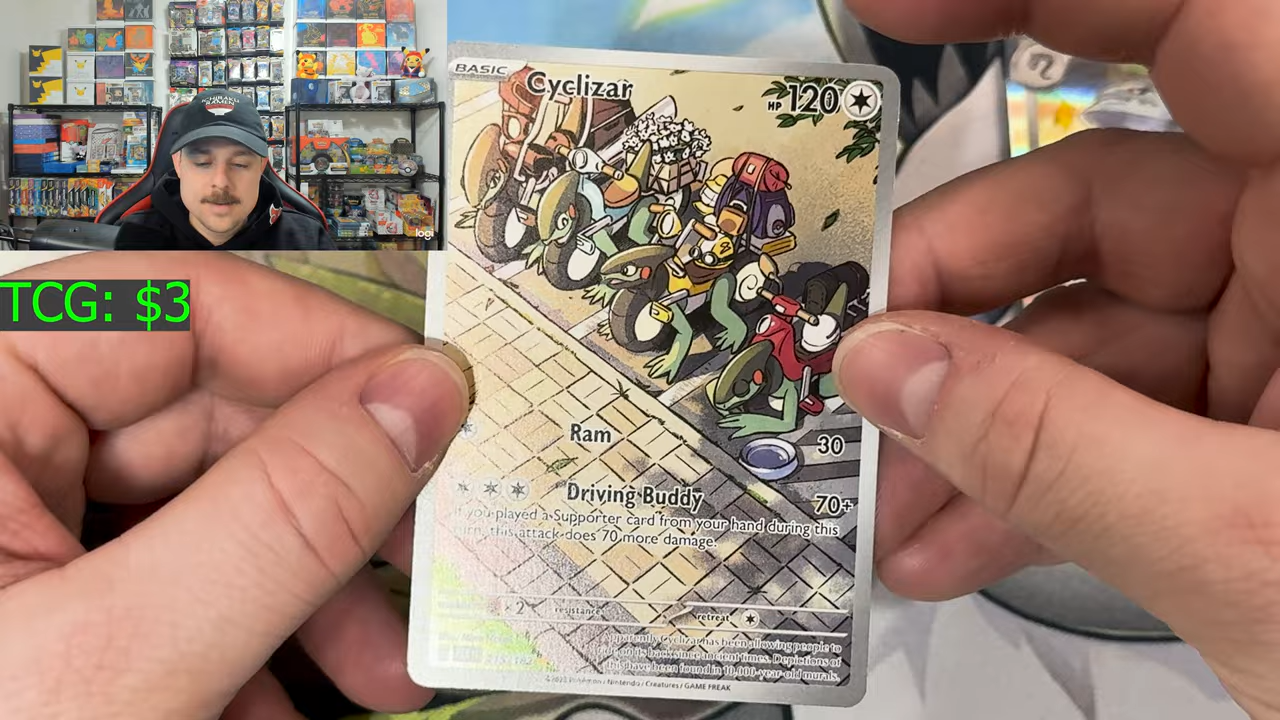 BASIC
Cyclizar
HP 120
logi
TCG: $3
Ram
30
Driving Buddy
70+
If you played a Supporter card from your hand during this
turn, this attack does 70 more damage.
× 2
resistance
retreat
Apparently Cyclizar has been allowing people to
ride on its back since ancient times. Depictions of
this have been found in 10,000-year-old murals.
/182
Pokémon / Nintendo / Creatures / GAME FREAK